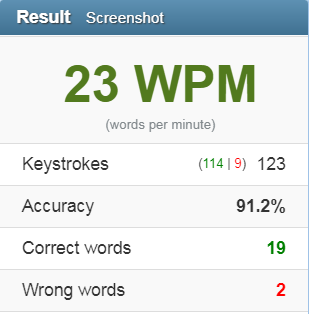 Result Screenshot
23 WPM
(words per minute)
Keystrokes (114 | 9) 123
Accuracy 91.2%
Correct words 19
Wrong words 2